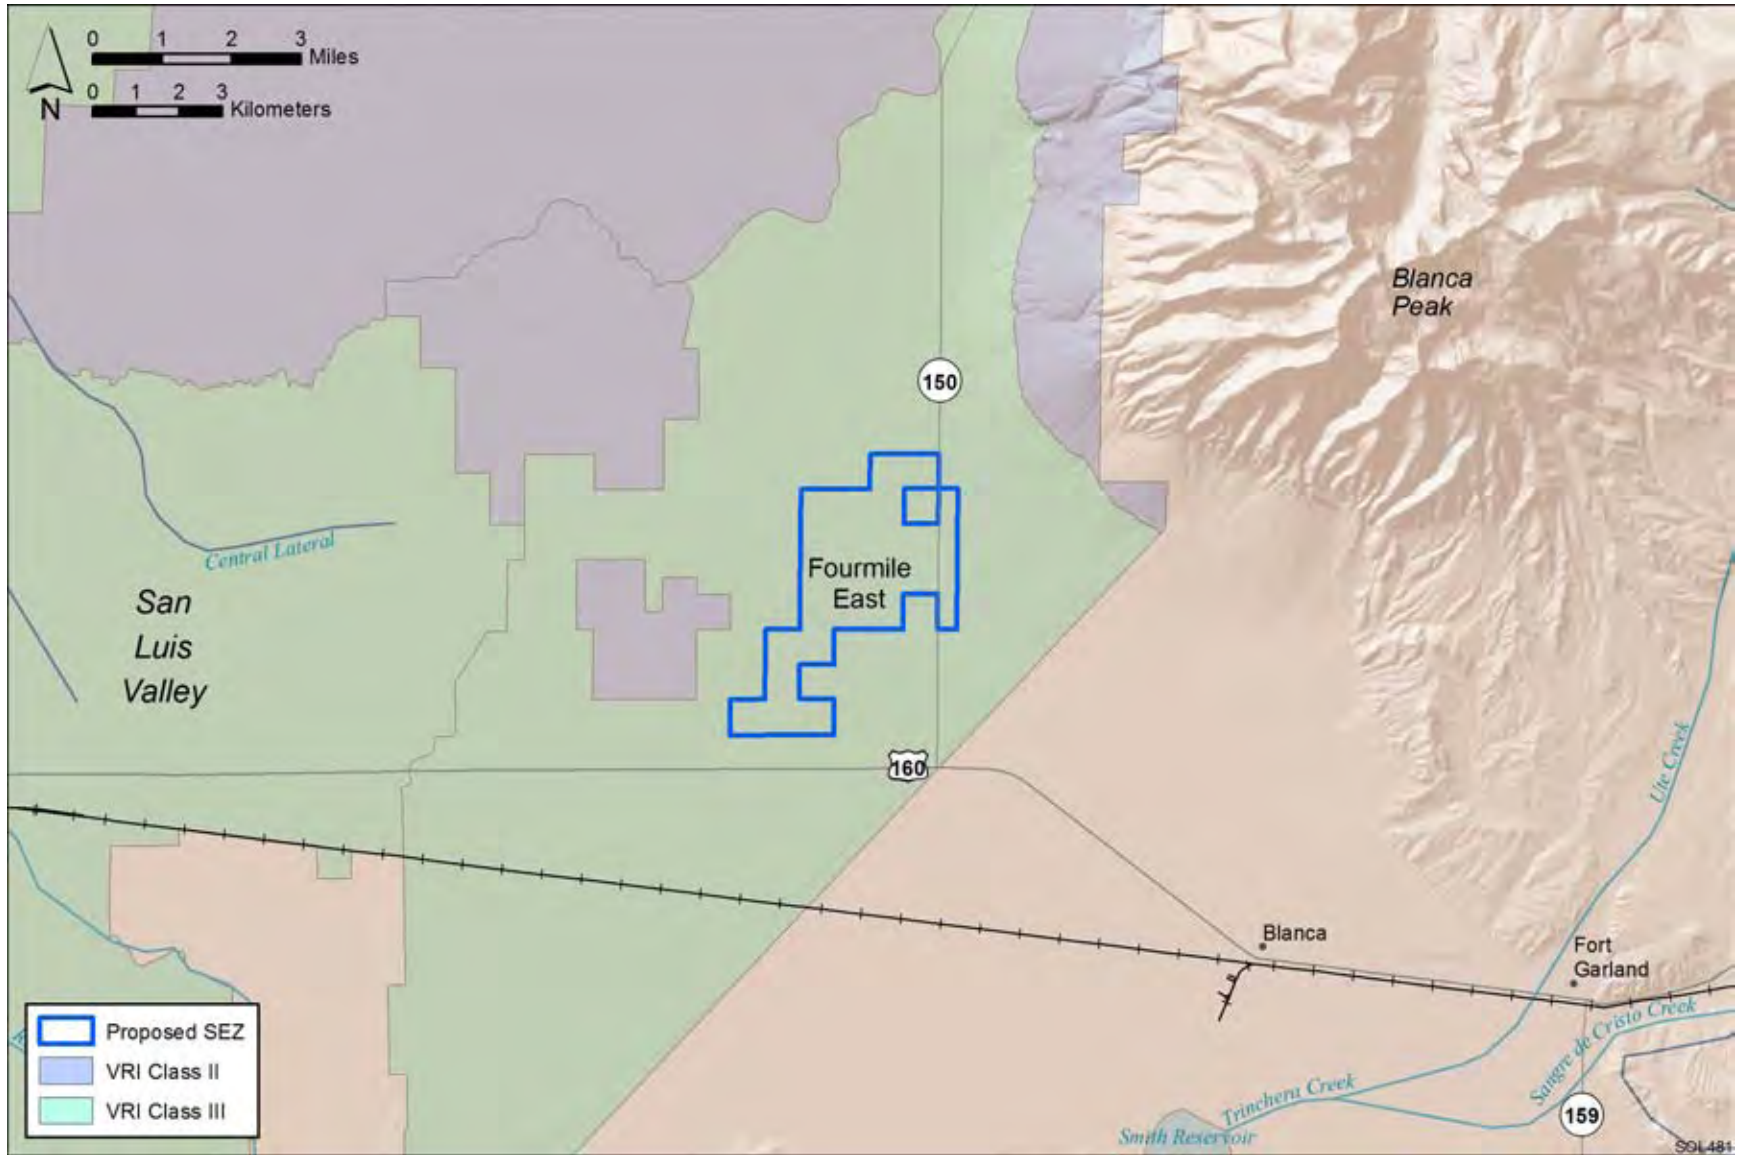 0 1 2 3
Miles
0 1 2 3
Kilometers
N
Blanca
Peak
150
Central Lateral
Fourmile
East
San
Luis
Valley
160
Ute Creek
Blanca
Fort
Garland
Sangre de Cristo Creek
Trinchera Creek
Smith Reservoir
159
Proposed SEZ
VRI Class II
VRI Class III
SOL481